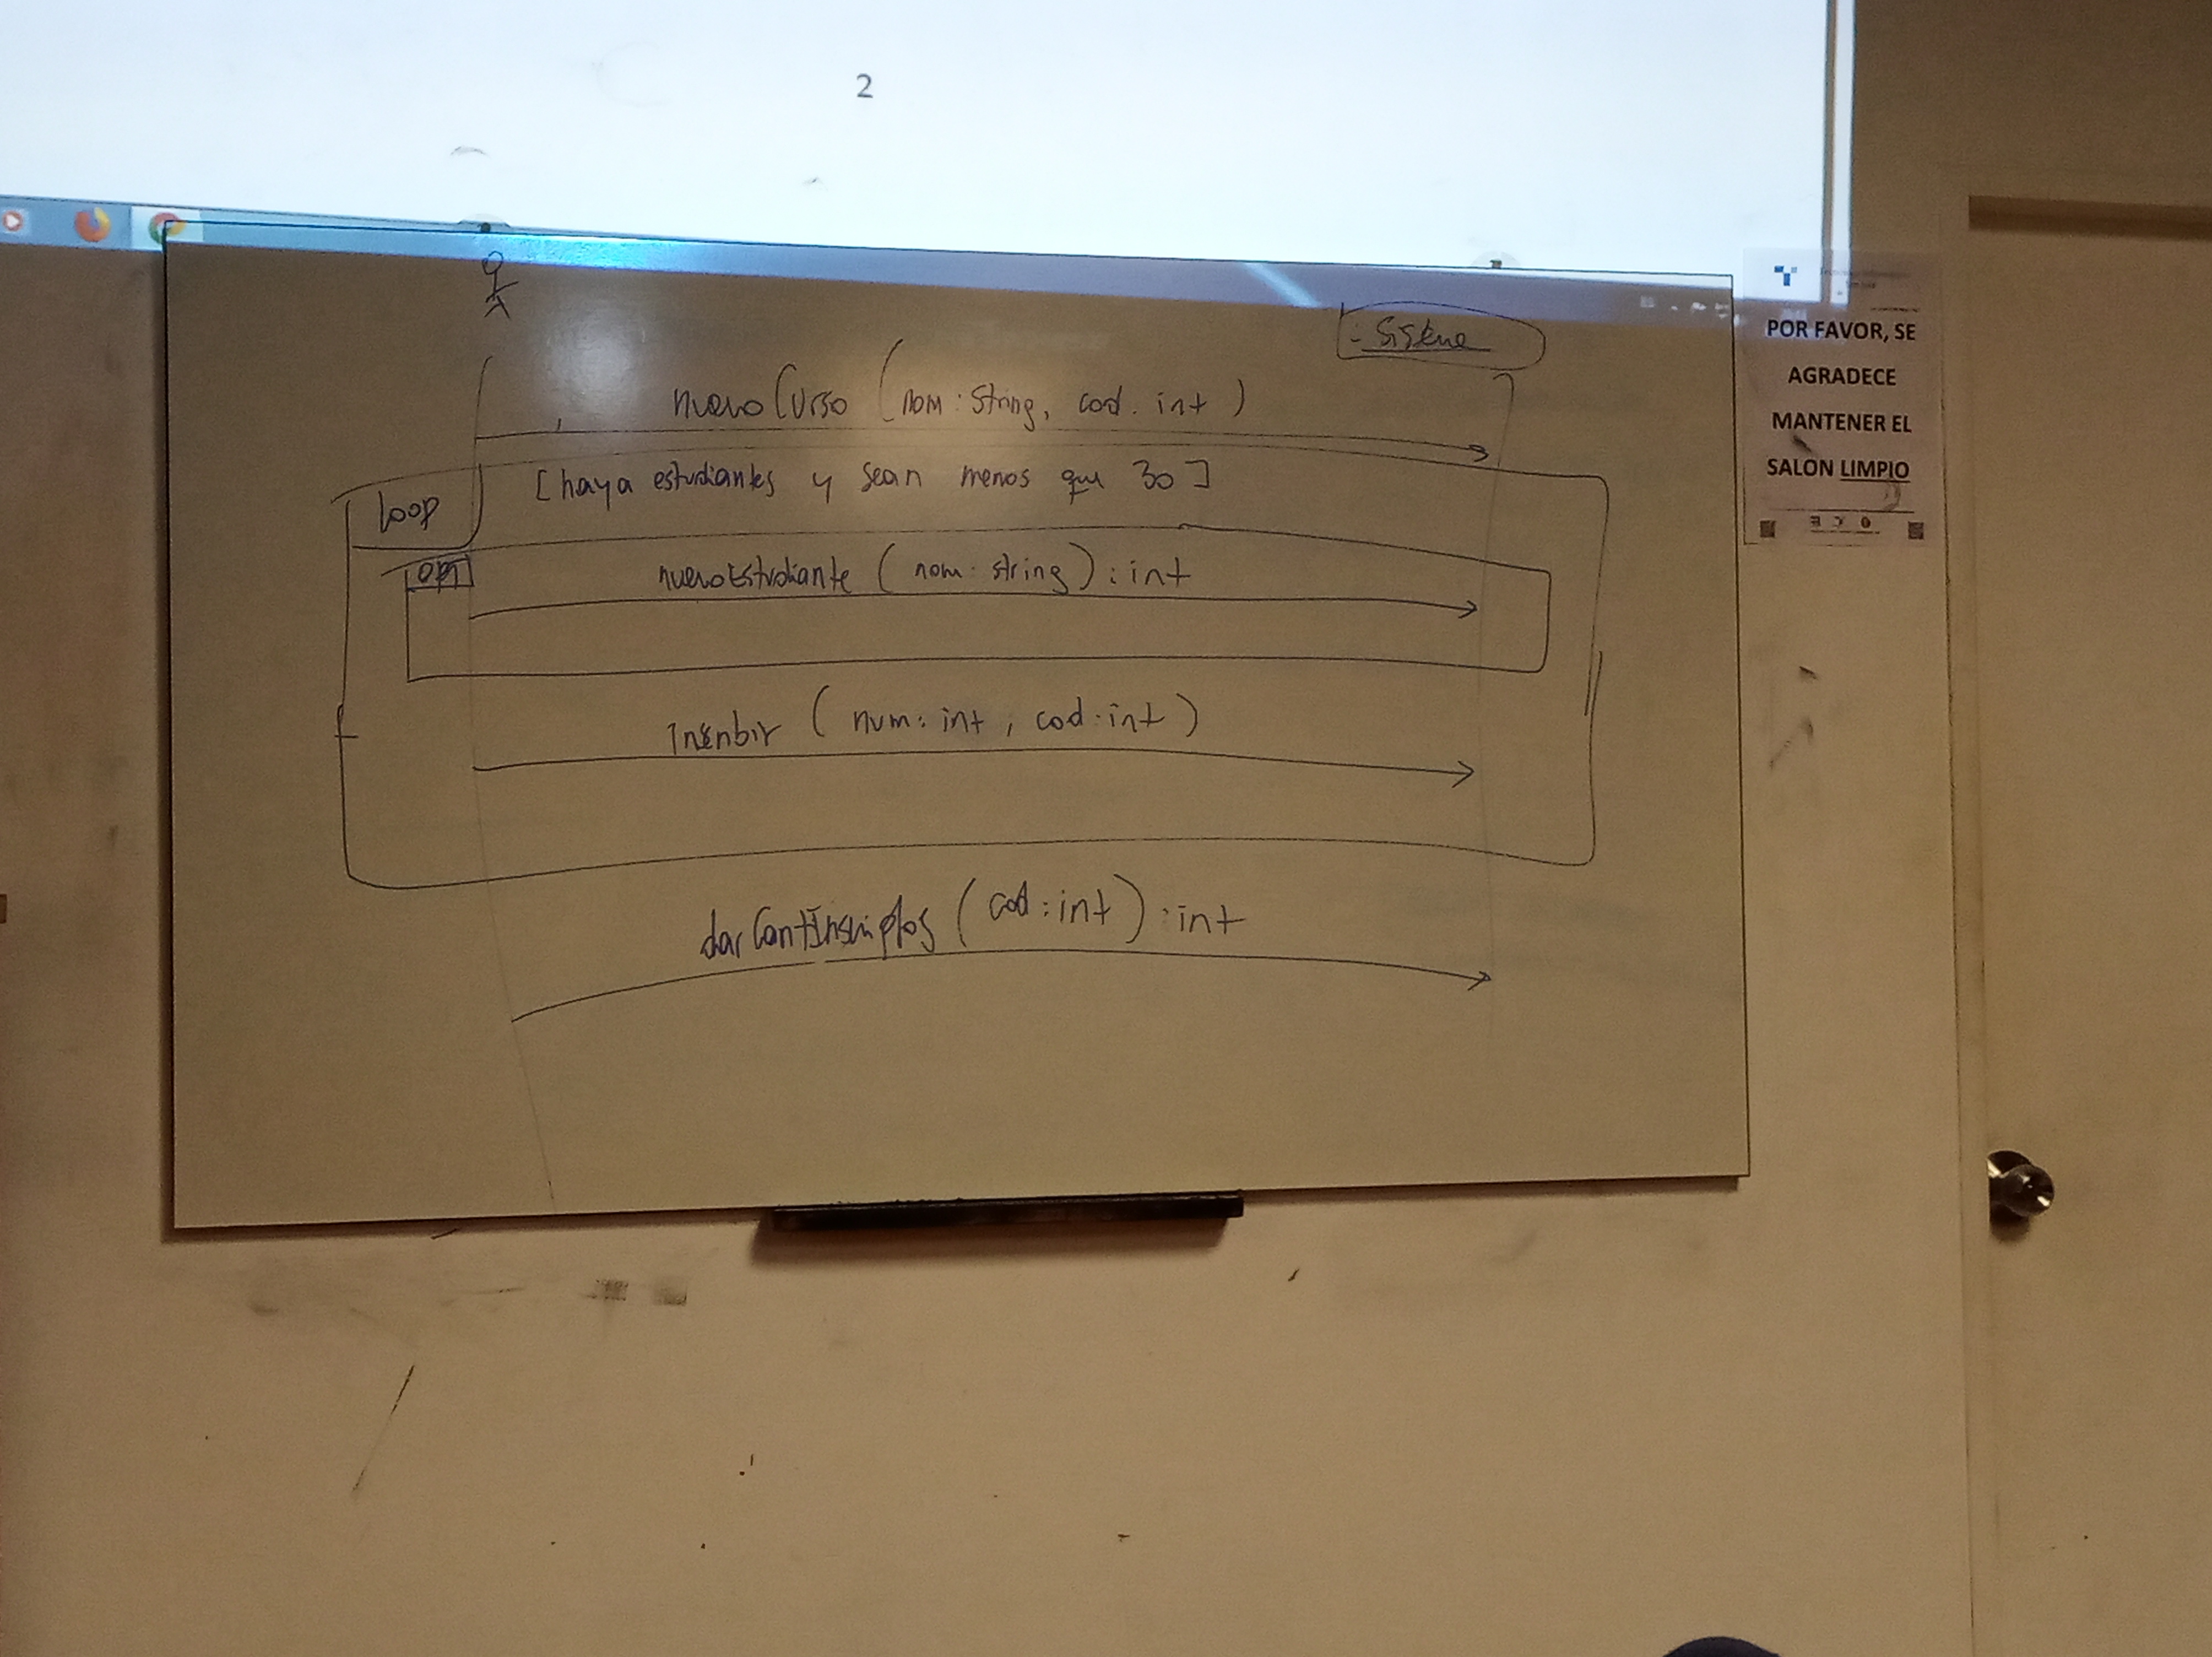 2
: Sistema
nuevoCurso (nom: String, cod. int)
loop
[haya estudiantes y sean menos que 30]
opt
nuevoEstudiante (nom: string) : int
Inscribir (num: int, cod: int)
darCantInscriptos (cod: int) : int
POR FAVOR, SE
AGRADECE
MANTENER EL
SALON LIMPIO